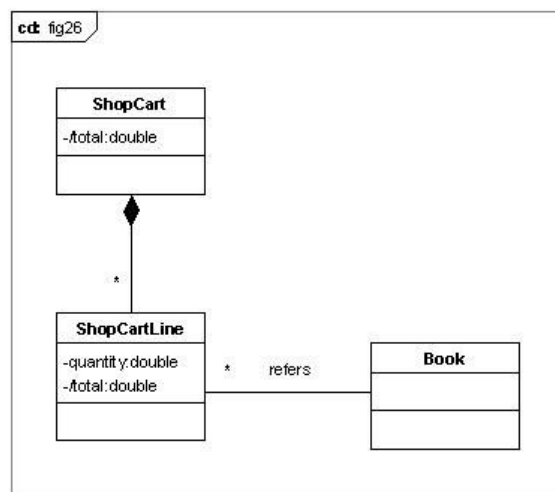 cd: fig26
ShopCart
-/total:double
*
ShopCartLine
-quantity:double
-/total:double
* refers
Book